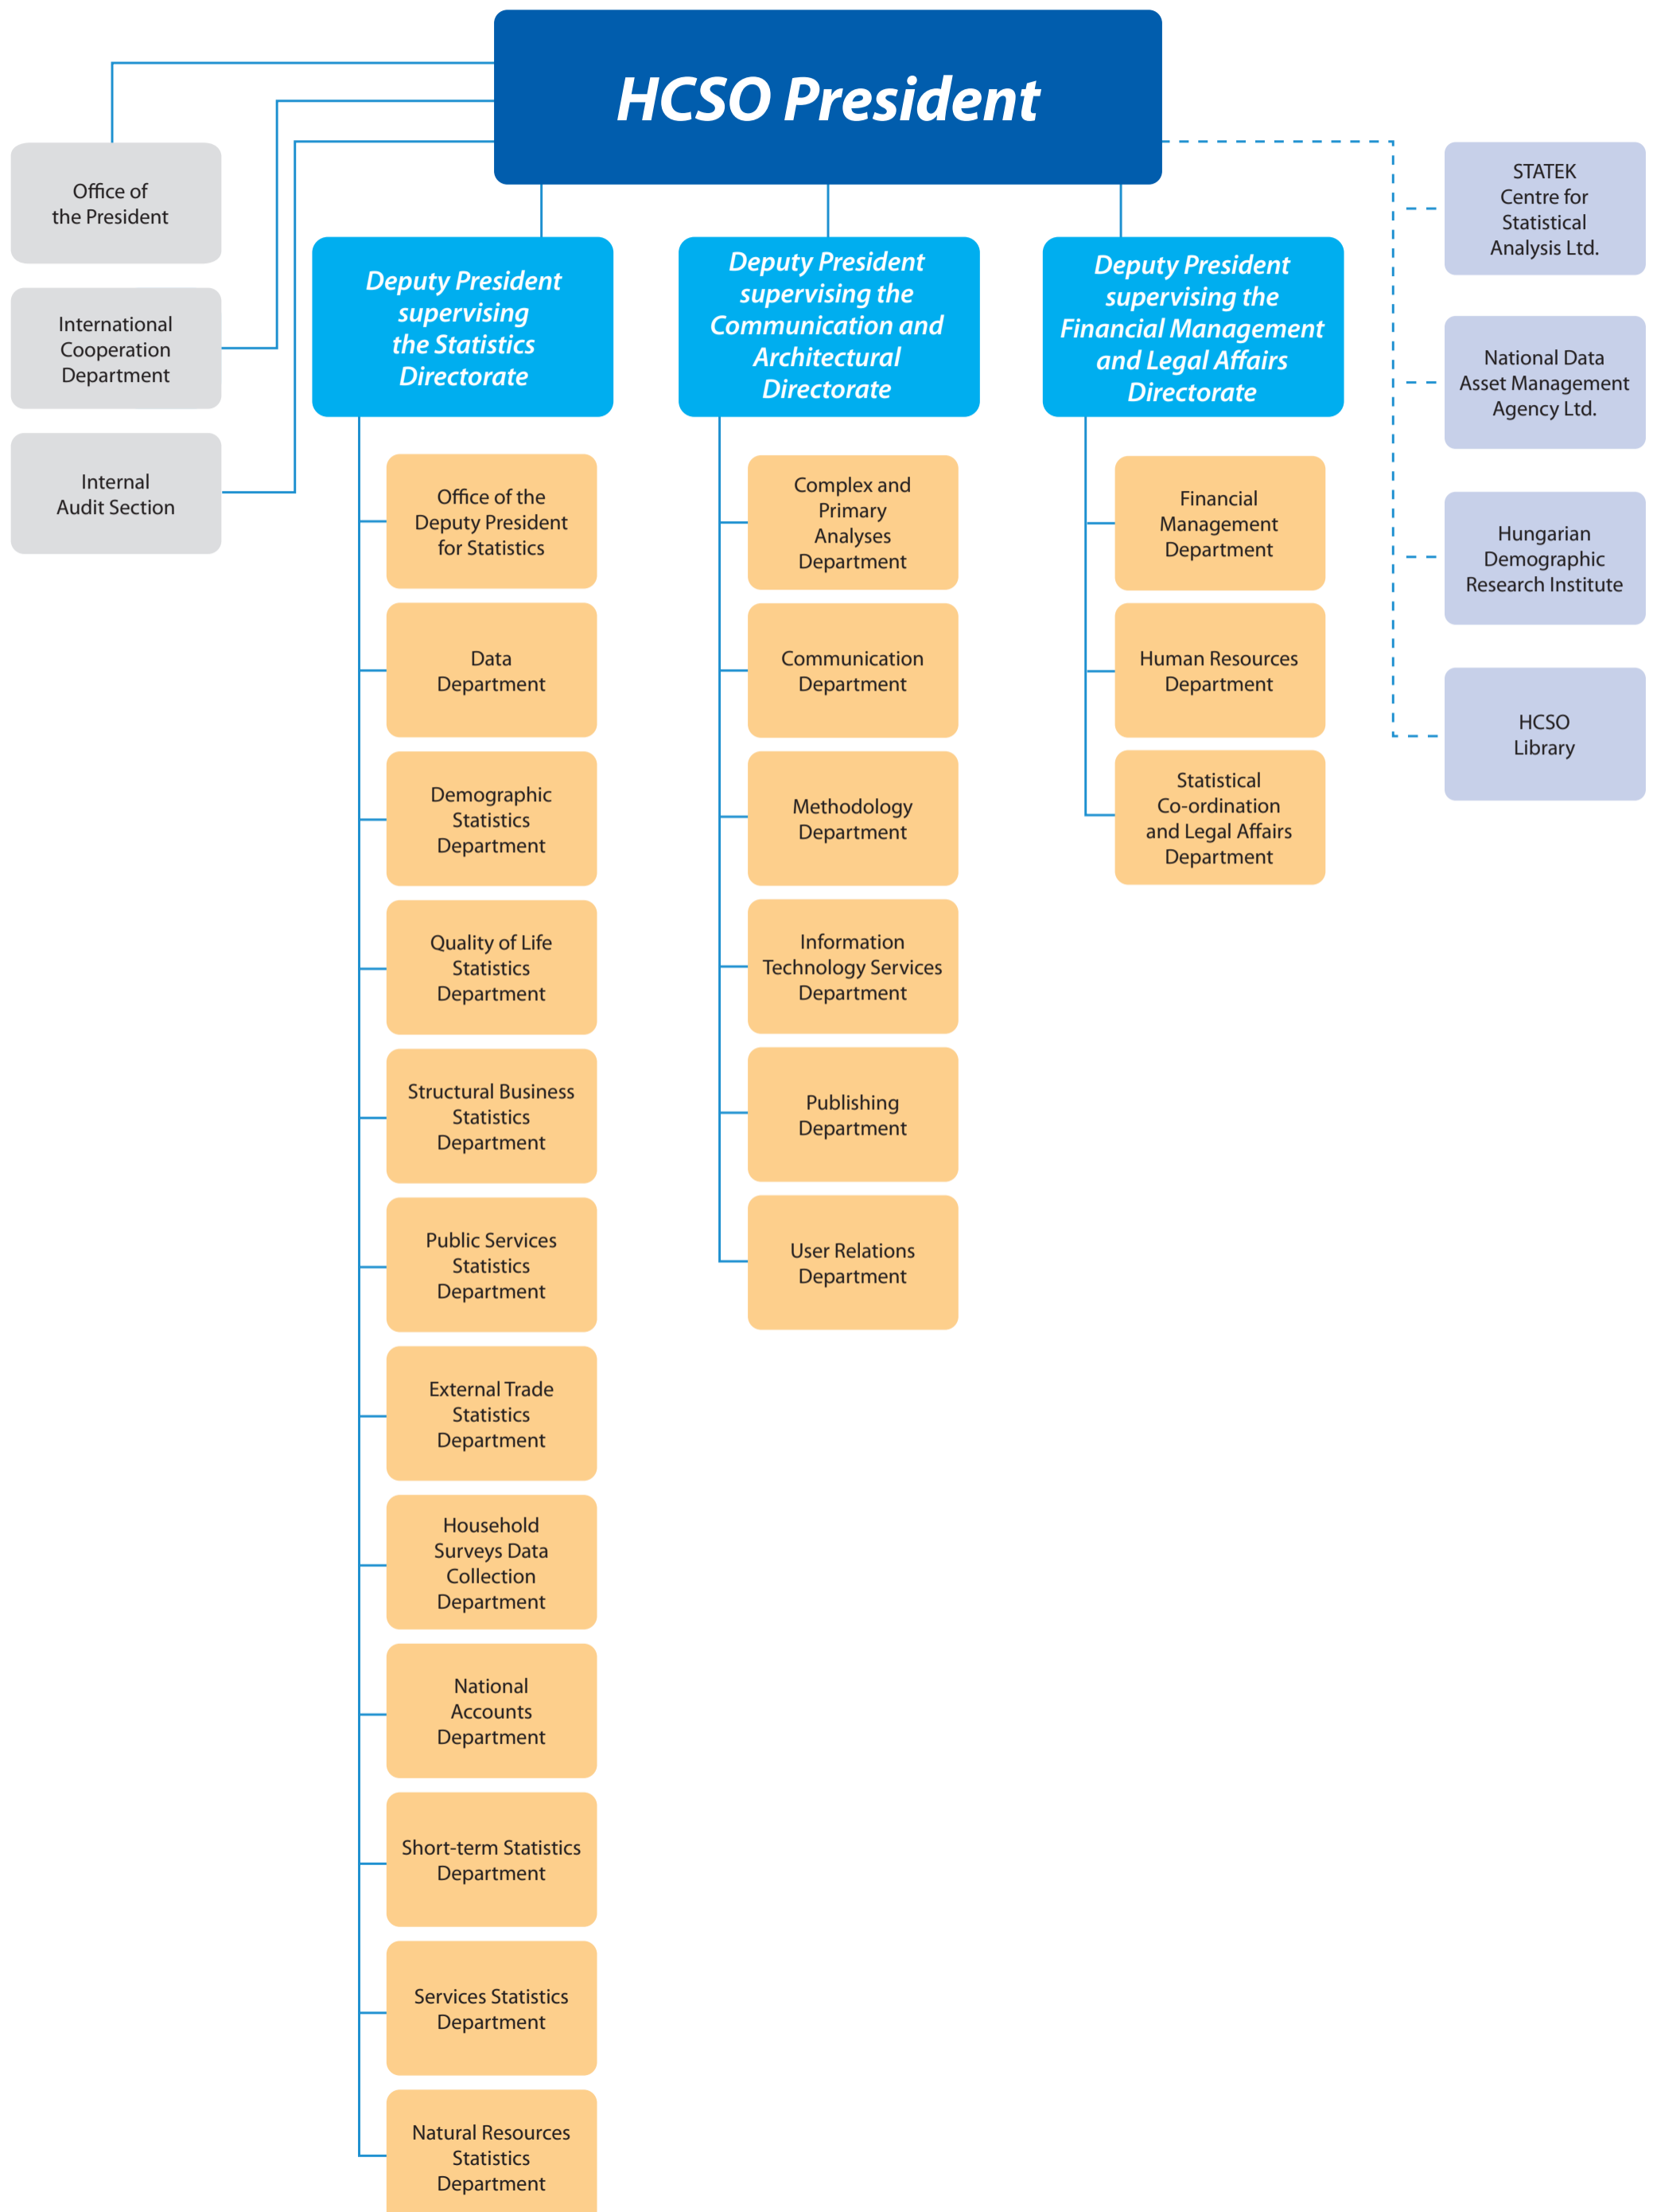 HCSO President
Office of
the President
International
Cooperation
Department
Internal
Audit Section
Deputy President
supervising
the Statistics
Directorate
Office of the
Deputy President
for Statistics
Data
Department
Demographic
Statistics
Department
Quality of Life
Statistics
Department
Structural Business
Statistics
Department
Public Services
Statistics
Department
External Trade
Statistics
Department
Household
Surveys Data
Collection
Department
National
Accounts
Department
Short-term Statistics
Department
Services Statistics
Department
Natural Resources
Statistics
Department
Deputy President
supervising the
Communication and
Architectural
Directorate
Complex and
Primary
Analyses
Department
Communication
Department
Methodology
Department
Information
Technology Services
Department
Publishing
Department
User Relations
Department
Deputy President
supervising the
Financial Management
and Legal Affairs
Directorate
Financial
Management
Department
Human Resources
Department
Statistical
Co-ordination
and Legal Affairs
Department
STATEK
Centre for
Statistical
Analysis Ltd.
National Data
Asset Management
Agency Ltd.
Hungarian
Demographic
Research Institute
HCSO
Library